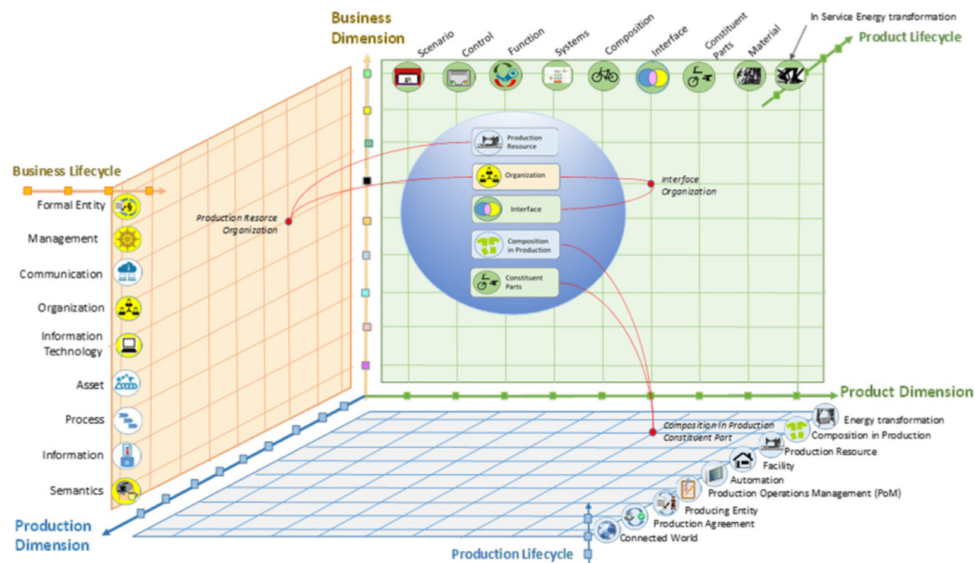 Business
Dimension
In Service Energy transformation
Product Lifecycle
Scenario
Control
Function
Systems
Composition
Interface
Constituent
Parts
Material
Business Lifecycle
Formal Entity
Management
Communication
Organization
Information
Technology
Asset
Process
Information
Semantics
Production
Dimension
Production Resorce
Organization
Production
Resource
Organization
Interface
Composition
in Production
Constituent
Parts
Interface
Organization
Product Dimension
Composition in Production
Constituent Part
Energy transformation
Composition in Production
Production Resource
Facility
Automation
Production Operations Management (PoM)
Producing Entity
Production Agreement
Connected World
Production Lifecycle